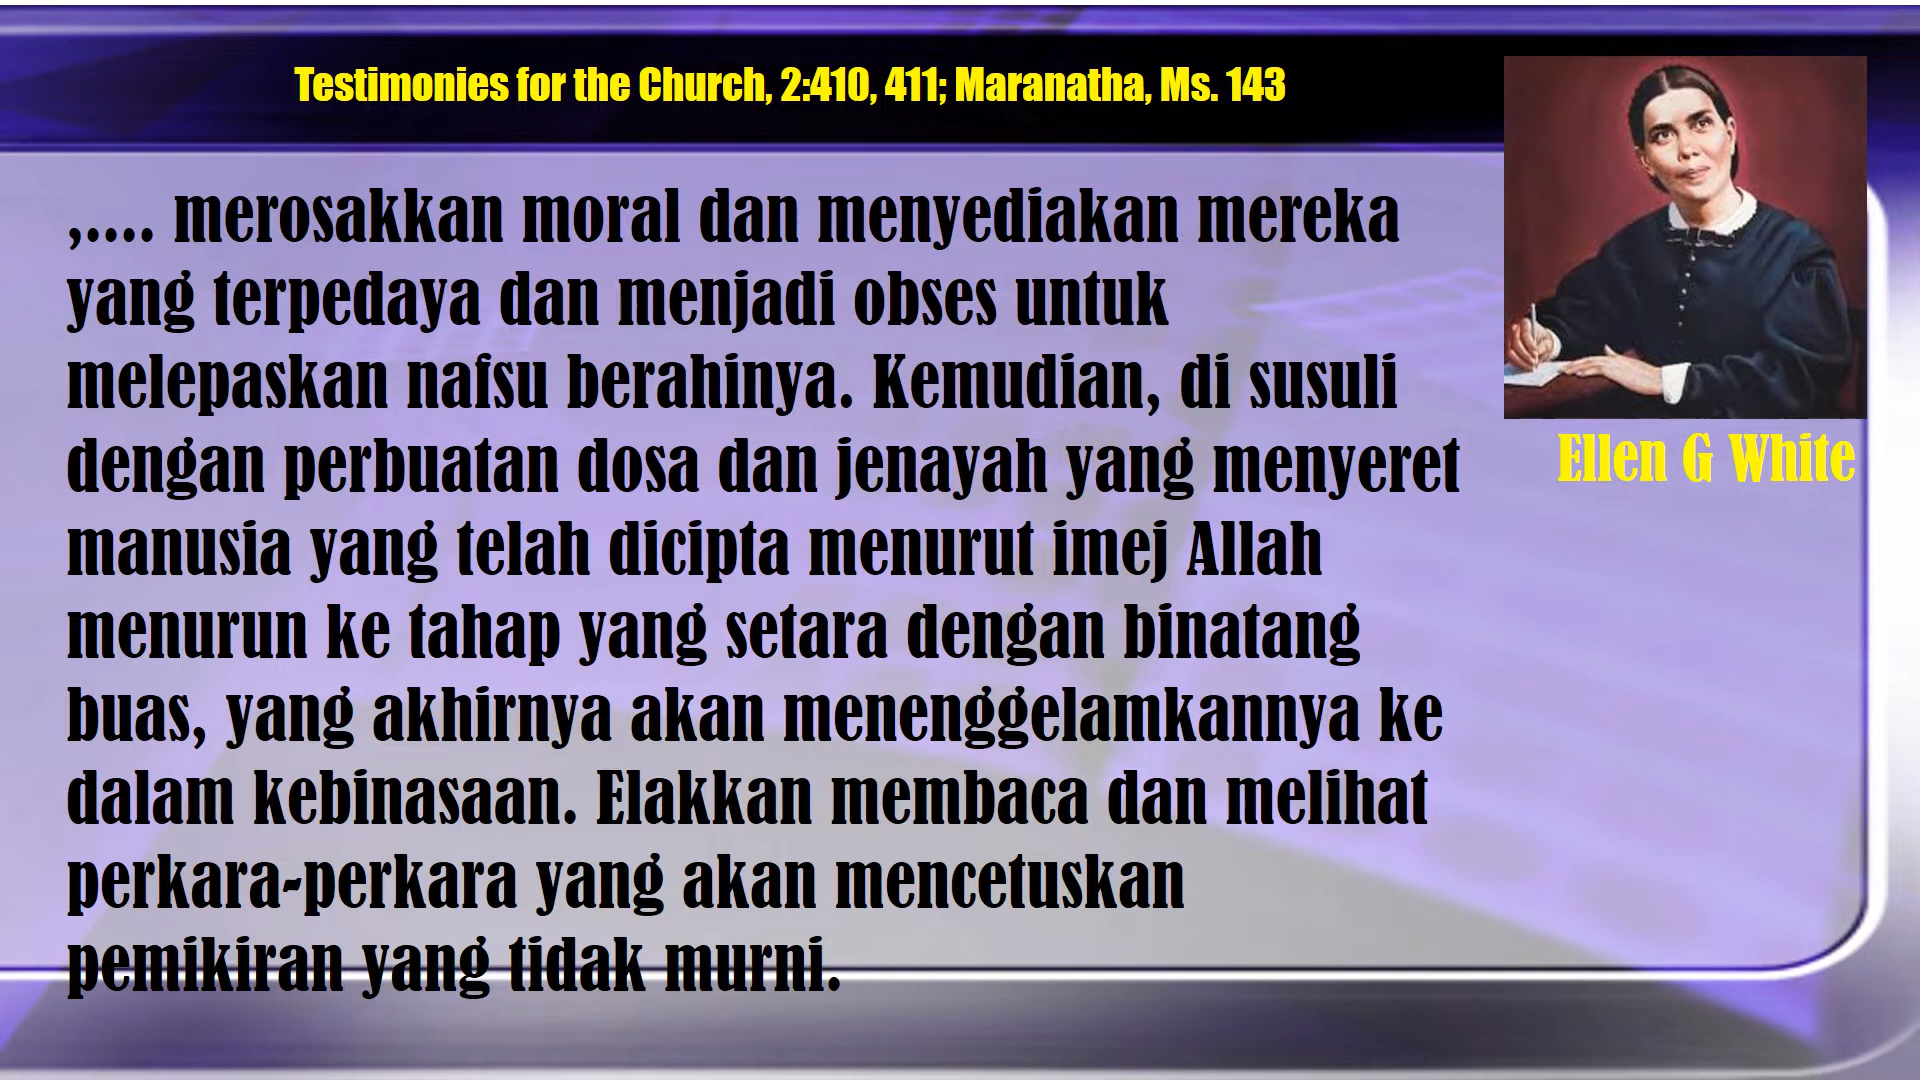 Testimonies for the Church, 2:410, 411; Maranatha, Ms. 143
,.... merosakkan moral dan menyediakan mereka
yang terpedaya dan menjadi obses untuk
melepaskan nafsu berahinya. Kemudian, di susuli
dengan perbuatan dosa dan jenayah yang menyeret
manusia yang telah dicipta menurut imej Allah
menurun ke tahap yang setara dengan binatang
buas, yang akhirnya akan menenggelamkannya ke
dalam kebinasaan. Elakkan membaca dan melihat
perkara-perkara yang akan mencetuskan
pemikiran yang tidak murni.
Ellen G White